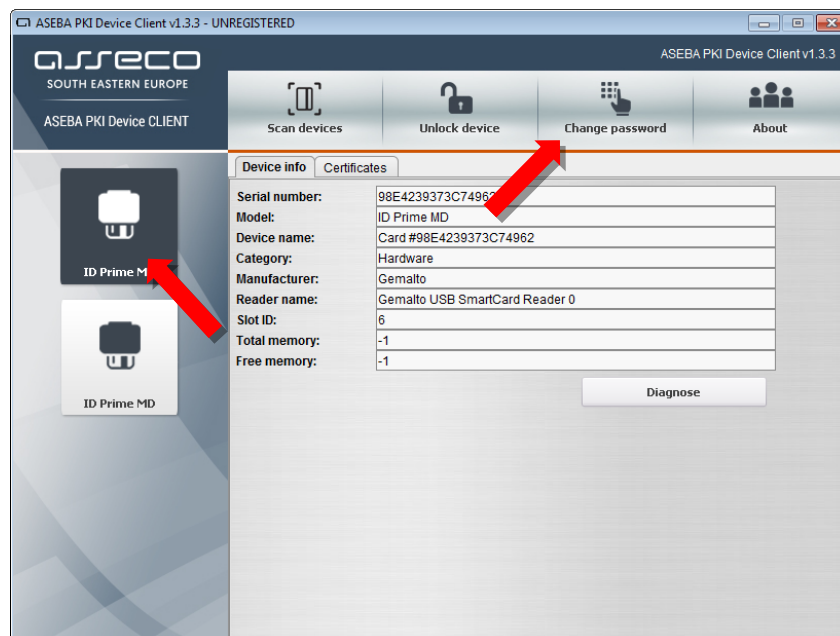 ASEBA PKI Device Client v1.3.3 - UNREGISTERED
asseco
SOUTH EASTERN EUROPE
ASEBA PKI Device CLIENT
ASEBA PKI Device Client v1.3.3
Scan devices
Unlock device
Change password
About
ID Prime
ID Prime MD
Device info
Certificates
Serial number: 98E4239373C74962
Model: ID Prime MD
Device name: Card #98E4239373C74962
Category: Hardware
Manufacturer: Gemalto
Reader name: Gemalto USB SmartCard Reader 0
Slot ID: 6
Total memory: -1
Free memory: -1
Diagnose